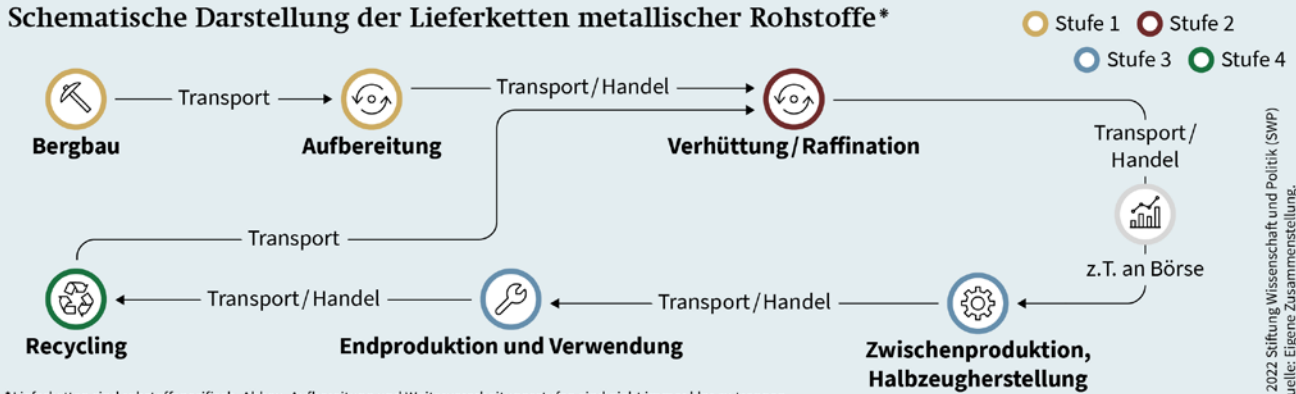 Schematische Darstellung der Lieferketten metallischer Rohstoffe*
Stufe 1 Stufe 2
Stufe 3 Stufe 4
Transport
Transport/Handel
Bergbau
Aufbereitung
Verhüttung/Raffination
Transport/
Handel
Transport
z.T. an Börse
Transport/Handel
Transport/Handel
Recycling
Endproduktion und Verwendung
Zwischenproduktion,
Halbzeugherstellung
2022 Stiftung Wissenschaft und Politik (SWP)
Eigene Zusammenstellung.